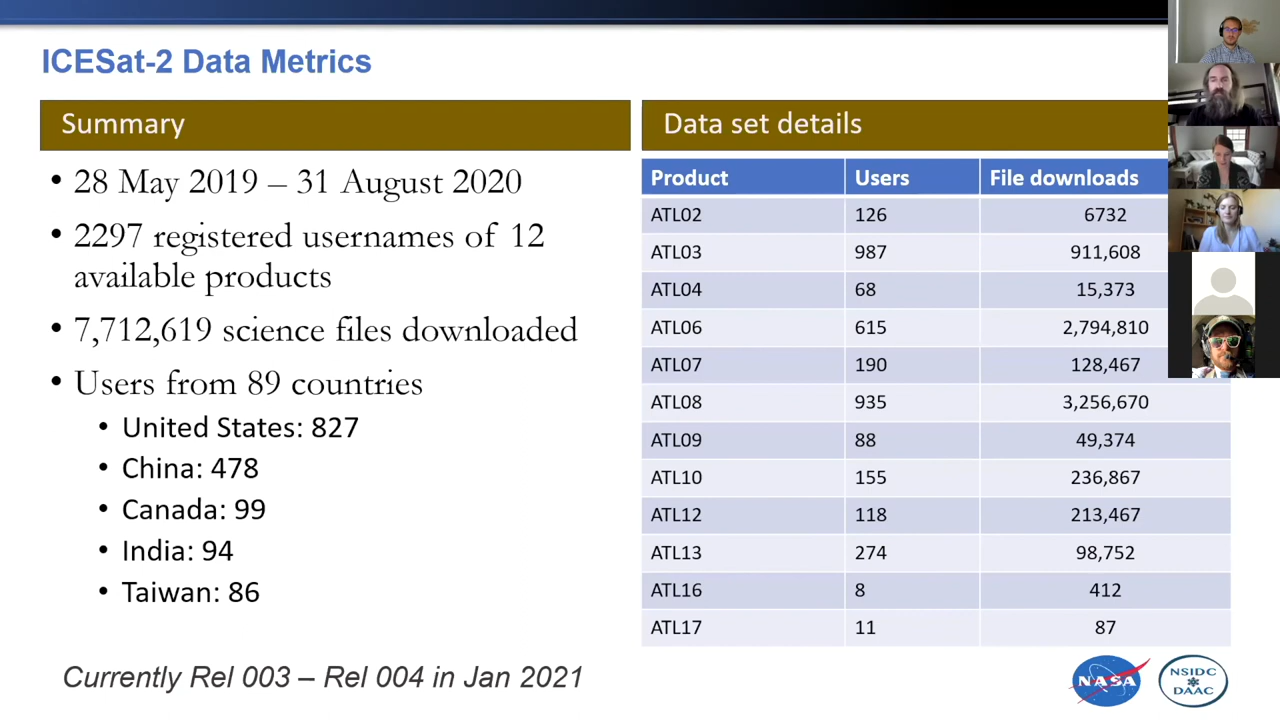 ICESat-2 Data Metrics
Summary
• 28 May 2019 – 31 August 2020
• 2297 registered usernames of 12
available products
• 7,712,619 science files downloaded
• Users from 89 countries
• United States: 827
• China: 478
• Canada: 99
• India: 94
• Taiwan: 86
Currently Rel 003 – Rel 004 in Jan 2021
Data set details
Product Users File downloads
ATL02 126 6732
ATL03 987 911,608
ATL04 68 15,373
ATL06 615 2,794,810
ATL07 190 128,467
ATL08 935 3,256,670
ATL09 88 49,374
ATL10 155 236,867
ATL12 118 213,467
ATL13 274 98,752
ATL16 8 412
ATL17 11 87
NASA
NSIDC
DAAC